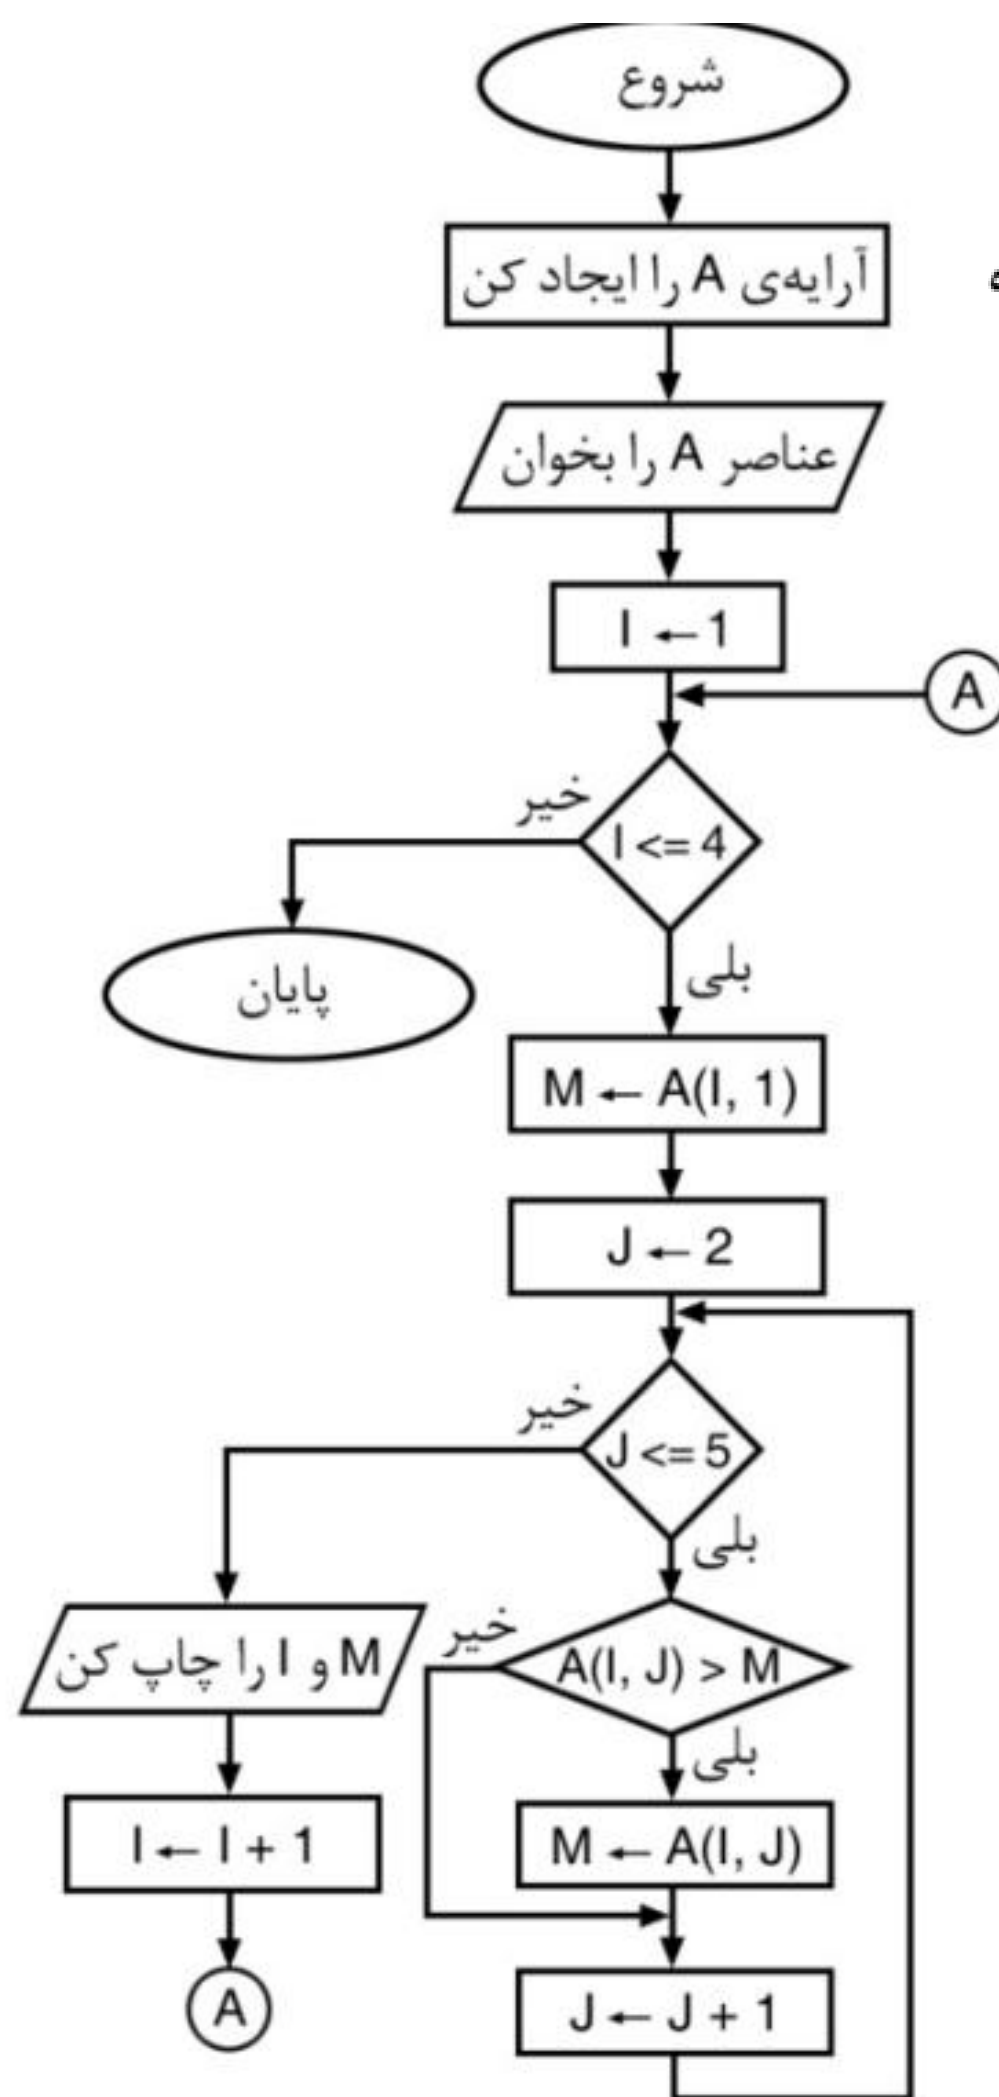 شروع
آرایه‌ی A را ایجاد کن
عناصر A را بخوان
I ← 1
A
I <= 4
خیر
پایان
بلی
M ← A(I, 1)
J ← 2
J <= 5
خیر
بلی
A(I, J) > M
خیر
بلی
M و I را چاپ کن
M ← A(I, J)
I ← I + 1
J ← J + 1
A